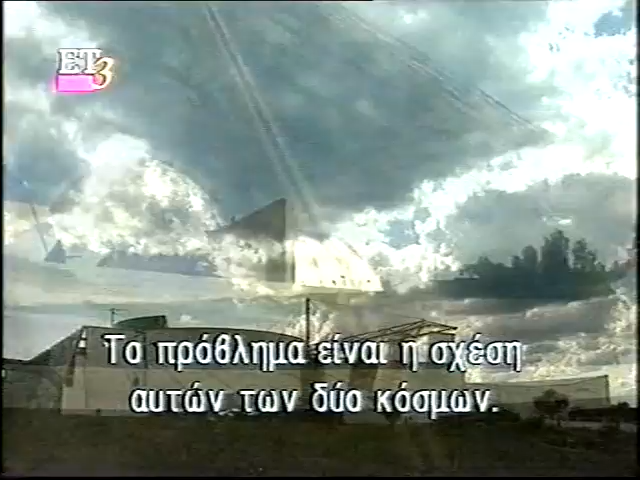 ET3
Το πρόβλημα είναι η σχέση
αυτών των δύο κόσμων.